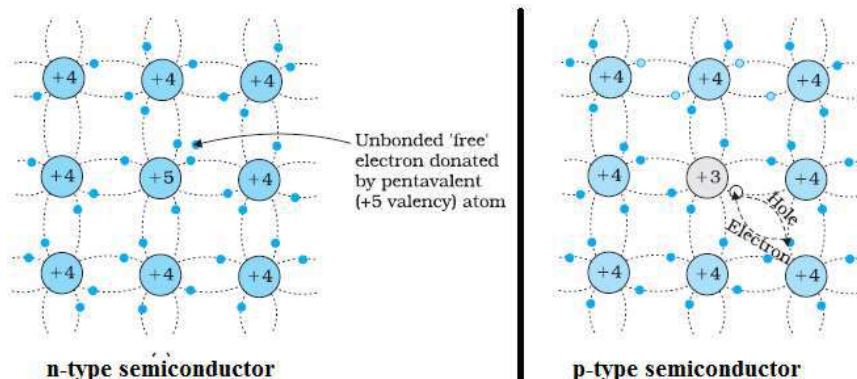 +4 +4 +4
+4 +5 +4
+4 +4 +4
Unbonded 'free'
electron donated
by pentavalent
(+5 valency) atom
n-type semiconductor
+4 +4 +4
+4 +3 +4
Hole
Electron
+4 +4 +4
p-type semiconductor